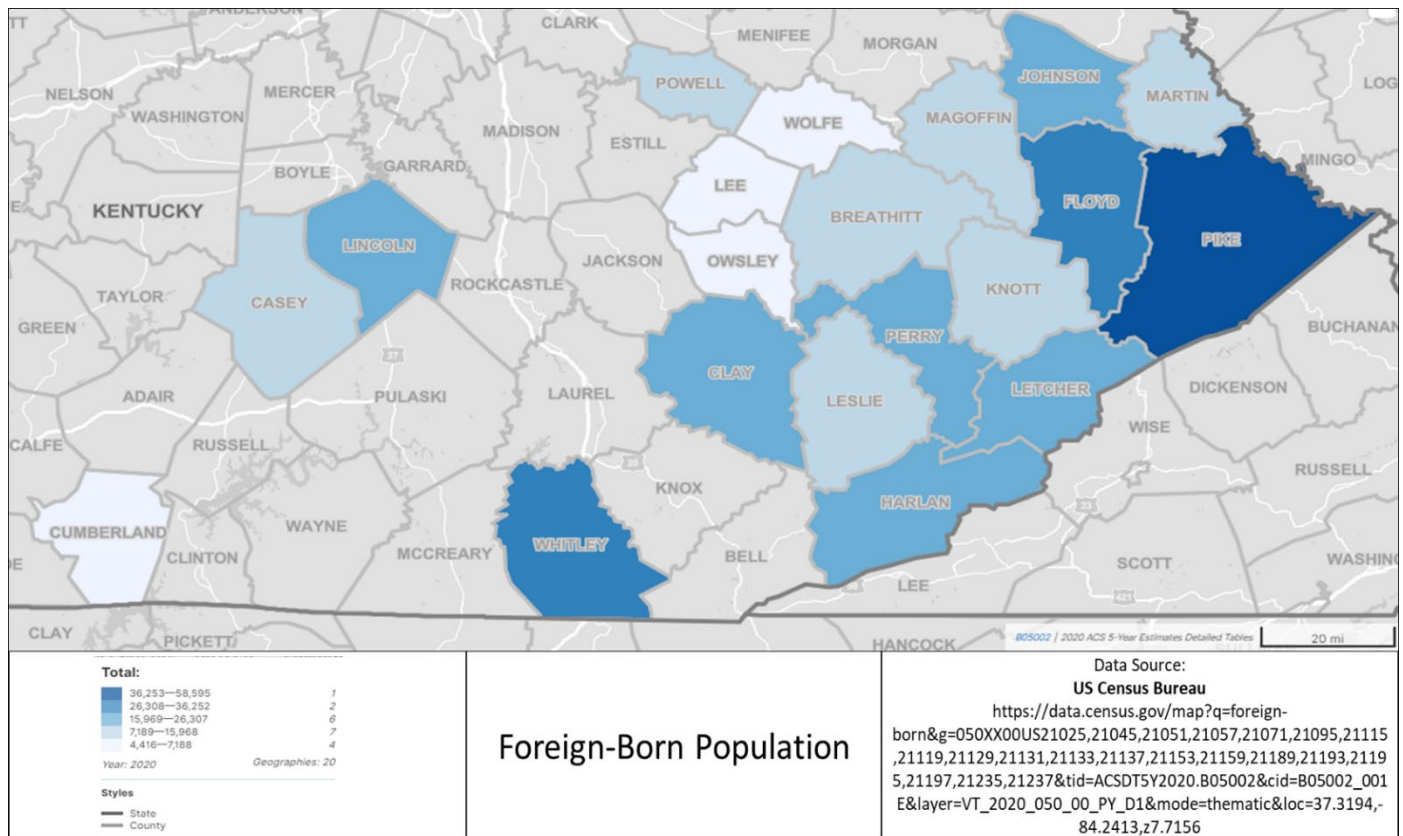 ANDERSON
CLARK
MENIFEE
MORGAN
NELSON
MERCER
POWELL
JOHNSON
MARTIN
LOG
WASHINGTON
MADISON
ESTILL
WOLFE
MAGOFFIN
MINGO
BOYLE
GARRARD
LEE
FLOYD
KENTUCKY
BREATHITT
PIKE
LINCOLN
OWSLEY
JACKSON
ROCKCASTLE
KNOTT
TAYLOR
CASEY
GREEN
BUCHANAN
27
PERRY
CLAY
LETCHER
DICKENSON
ADAIR
PULASKI
LAUREL
LESLIE
WISE
CALFE
RUSSELL
RUSSELL
KNOX
HARLAN
23
CUMBERLAND
WAYNE
WHITLEY
CLINTON
MCCREARY
BELL
SCOTT
WASHING
LEE
421
CLAY
PICKETT
HANCOCK
B05002 | 2020 ACS 5-Year Estimates Detailed Tables
20 mi
Total:
36,253—58,595 1
26,308—36,252 2
15,969—26,307 6
7,189—15,968 7
4,416—7,188 4
Year: 2020 Geographies: 20
Styles
State
County
Foreign-Born Population
Data Source:
US Census Bureau
https://data.census.gov/map?q=foreign-
born&g=050XX00US21025,21045,21051,21057,21071,21095,21115
,21119,21129,21131,21133,21137,21153,21159,21189,21193,2119
5,21197,21235,21237&tid=ACSDT5Y2020.B05002&cid=B05002_001
E&layer=VT_2020_050_00_PY_D1&mode=thematic&loc=37.3194,-
84.2413,z7.7156